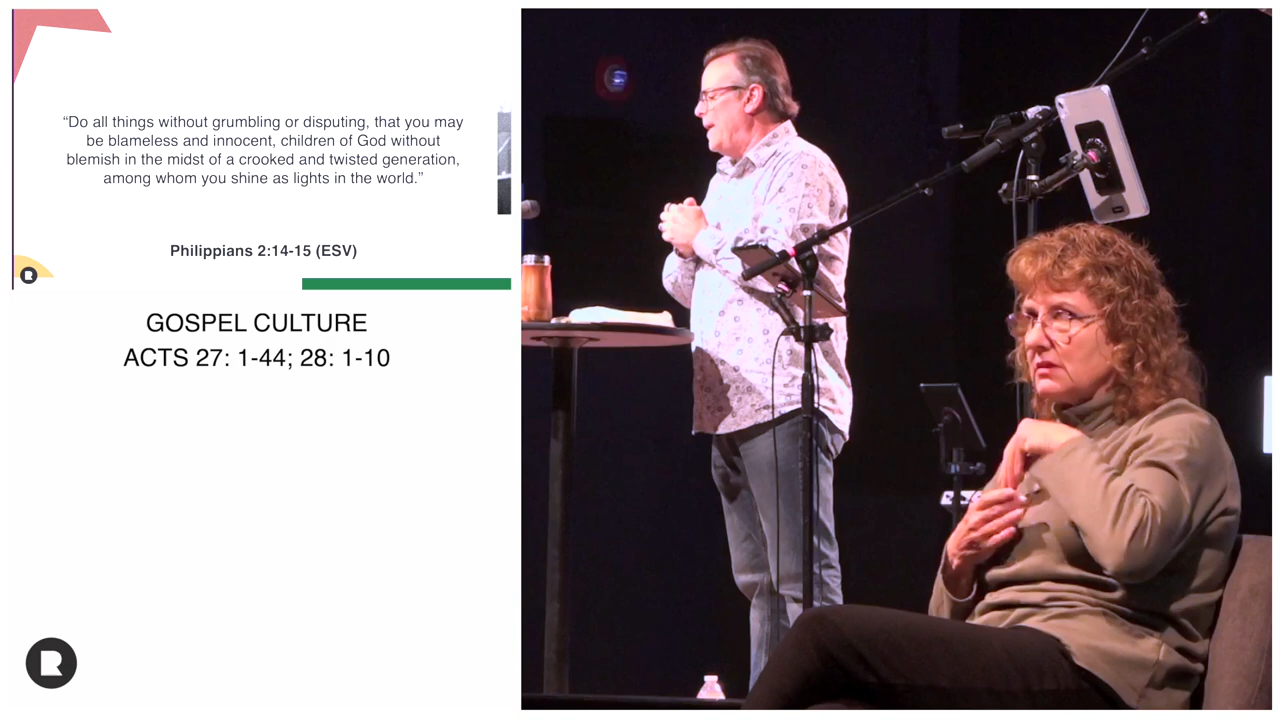 “Do all things without grumbling or disputing, that you may
be blameless and innocent, children of God without
blemish in the midst of a crooked and twisted generation,
among whom you shine as lights in the world.”
Philippians 2:14-15 (ESV)
R
GOSPEL CULTURE
ACTS 27: 1-44; 28: 1-10
R